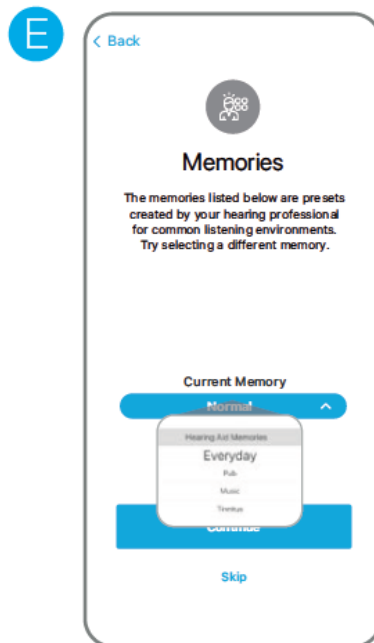 E
Back
Memories
The memories listed below are presets
created by your hearing professional
for common listening environments.
Try selecting a different memory.
Current Memory
Normal
Hearing Aid Memories
Everyday
Pub
Music
Tinnitus
Continue
Skip